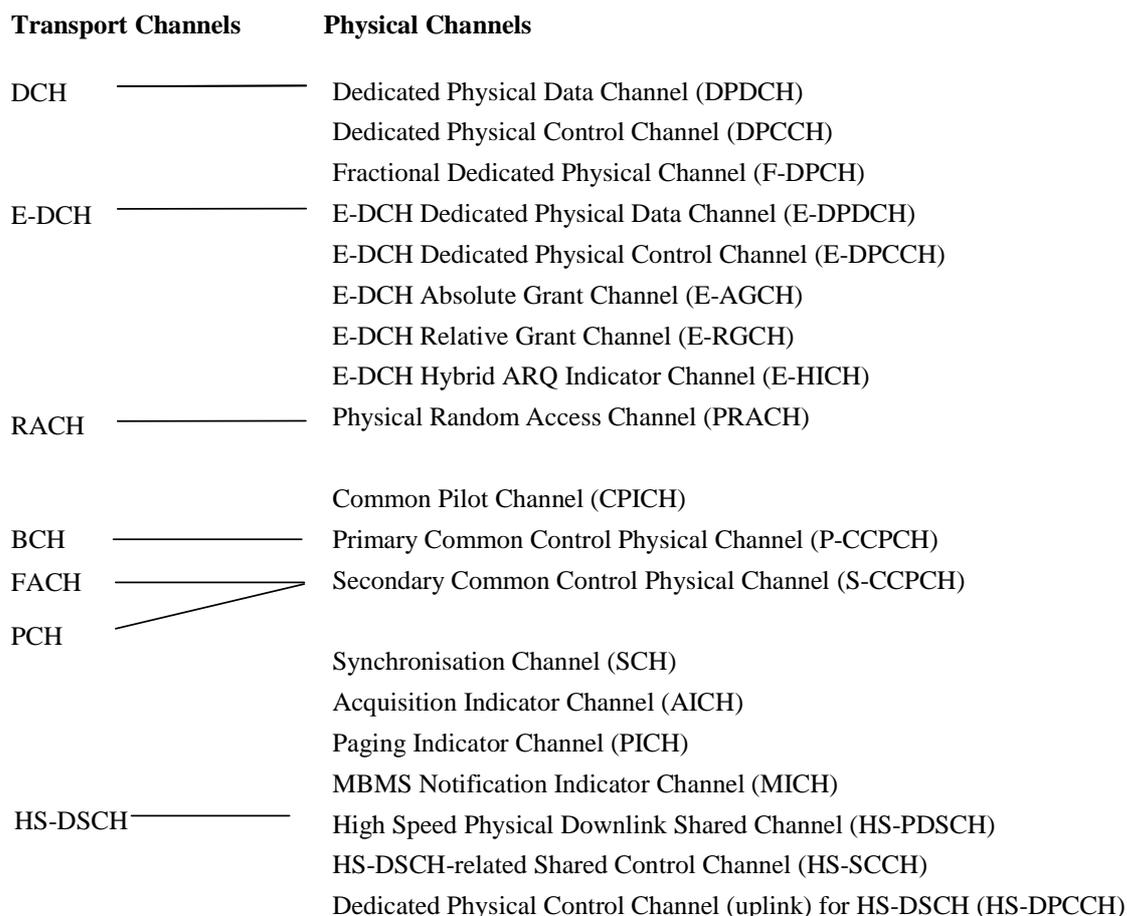 Transport Channels Physical Channels
DCH Dedicated Physical Data Channel (DPDCH)
Dedicated Physical Control Channel (DPCCH)
Fractional Dedicated Physical Channel (F-DPCH)
E-DCH E-DCH Dedicated Physical Data Channel (E-DPDCH)
E-DCH Dedicated Physical Control Channel (E-DPCCH)
E-DCH Absolute Grant Channel (E-AGCH)
E-DCH Relative Grant Channel (E-RGCH)
E-DCH Hybrid ARQ Indicator Channel (E-HICH)
RACH Physical Random Access Channel (PRACH)
Common Pilot Channel (CPICH)
BCH Primary Common Control Physical Channel (P-CCPCH)
FACH Secondary Common Control Physical Channel (S-CCPCH)
PCH
Synchronisation Channel (SCH)
Acquisition Indicator Channel (AICH)
Paging Indicator Channel (PICH)
MBMS Notification Indicator Channel (MICH)
HS-DSCH High Speed Physical Downlink Shared Channel (HS-PDSCH)
HS-DSCH-related Shared Control Channel (HS-SCCH)
Dedicated Physical Control Channel (uplink) for HS-DSCH (HS-DPCCH)